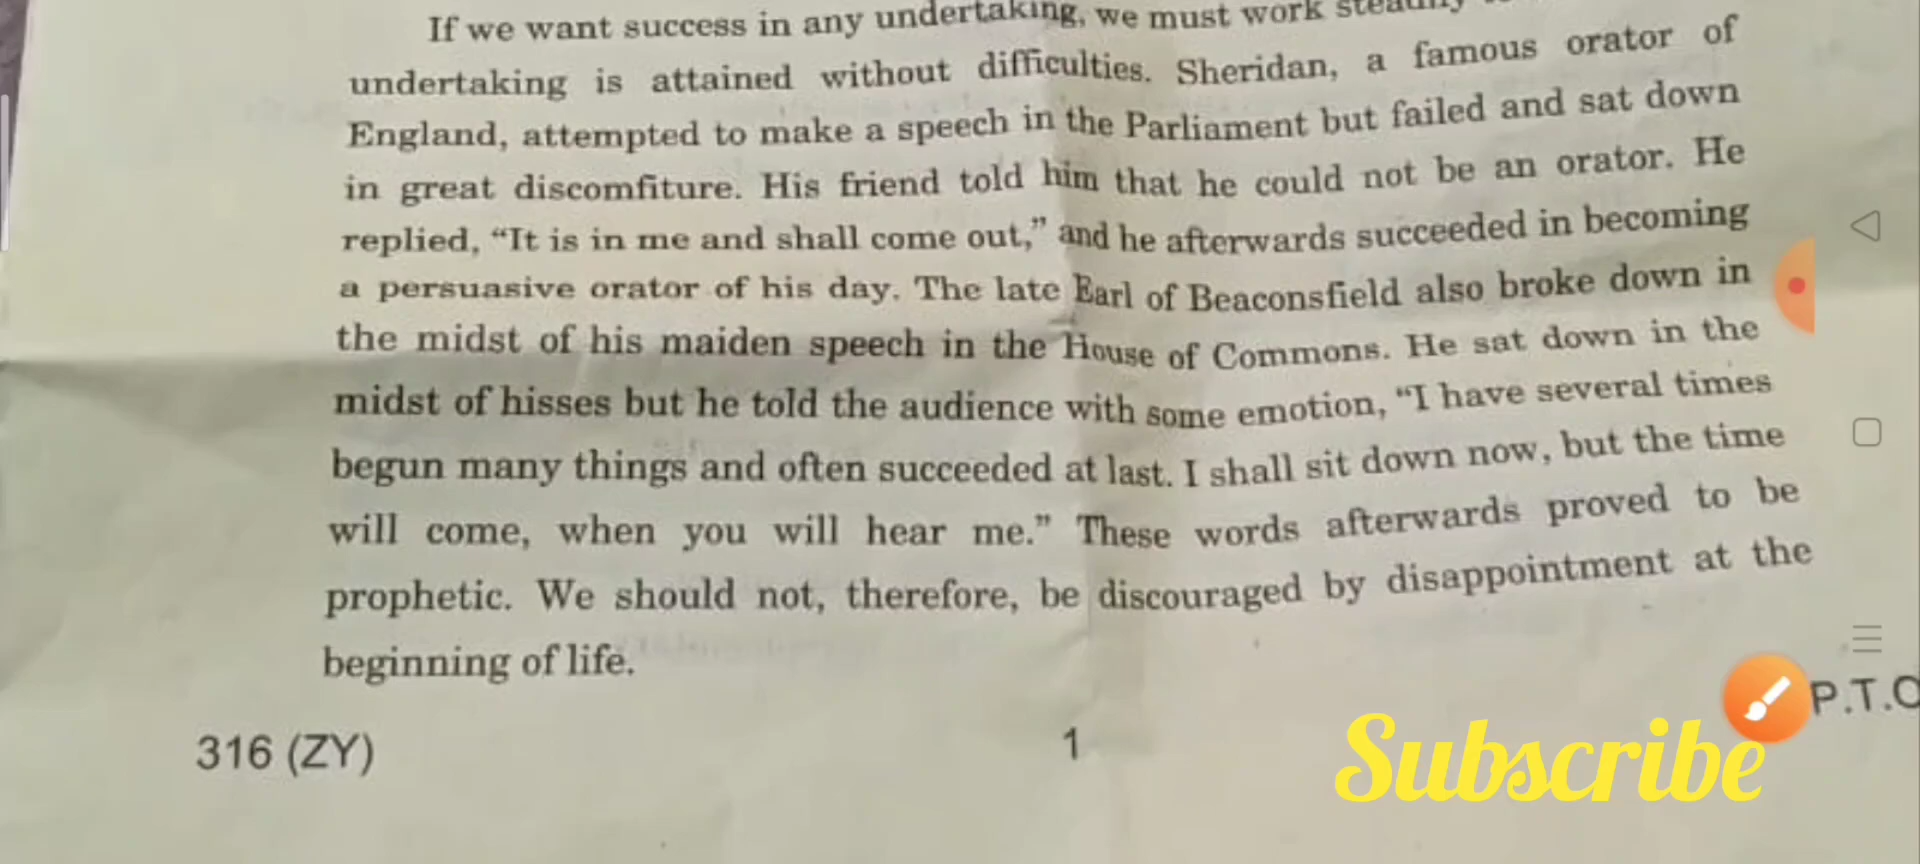 If we want success in any undertaking, we must work steadily
undertaking is attained without difficulties. Sheridan, a famous orator of
England, attempted to make a speech in the Parliament but failed and sat down
in great discomfiture. His friend told him that he could not be an orator. He
replied, “It is in me and shall come out,” and he afterwards succeeded in becoming
a persuasive orator of his day. The late Earl of Beaconsfield also broke down in
the midst of his maiden speech in the House of Commons. He sat down in the
midst of hisses but he told the audience with some emotion, “I have several times
begun many things and often succeeded at last. I shall sit down now, but the time
will come, when you will hear me.” These words afterwards proved to be
prophetic. We should not, therefore, be discouraged by disappointment at the
beginning of life.
P.T.O
316 (ZY) 1
Subscribe